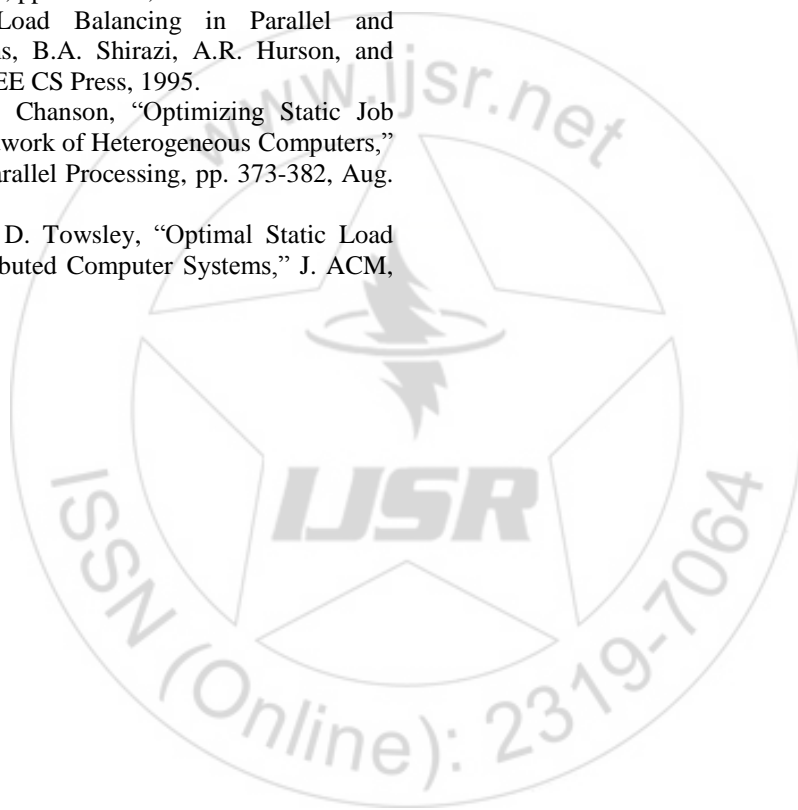 , pp.
Load Balancing in Parallel and
ns, B.A. Shirazi, A.R. Hurson, and
EE CS Press, 1995.
Chanson, “Optimizing Static Job
work of Heterogeneous Computers,”
arallel Processing, pp. 373-382, Aug.
D. Towsley, “Optimal Static Load
buted Computer Systems,” J. ACM,
www.ijsr.net
IJSR
ISSN (Online): 2319-7064